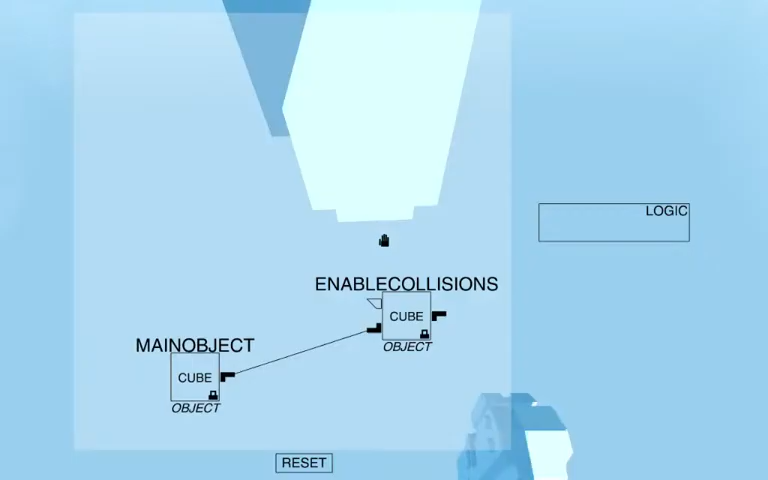 LOGIC
ENABLECOLLISIONS
CUBE
OBJECT
MAINOBJECT
CUBE
OBJECT
RESET